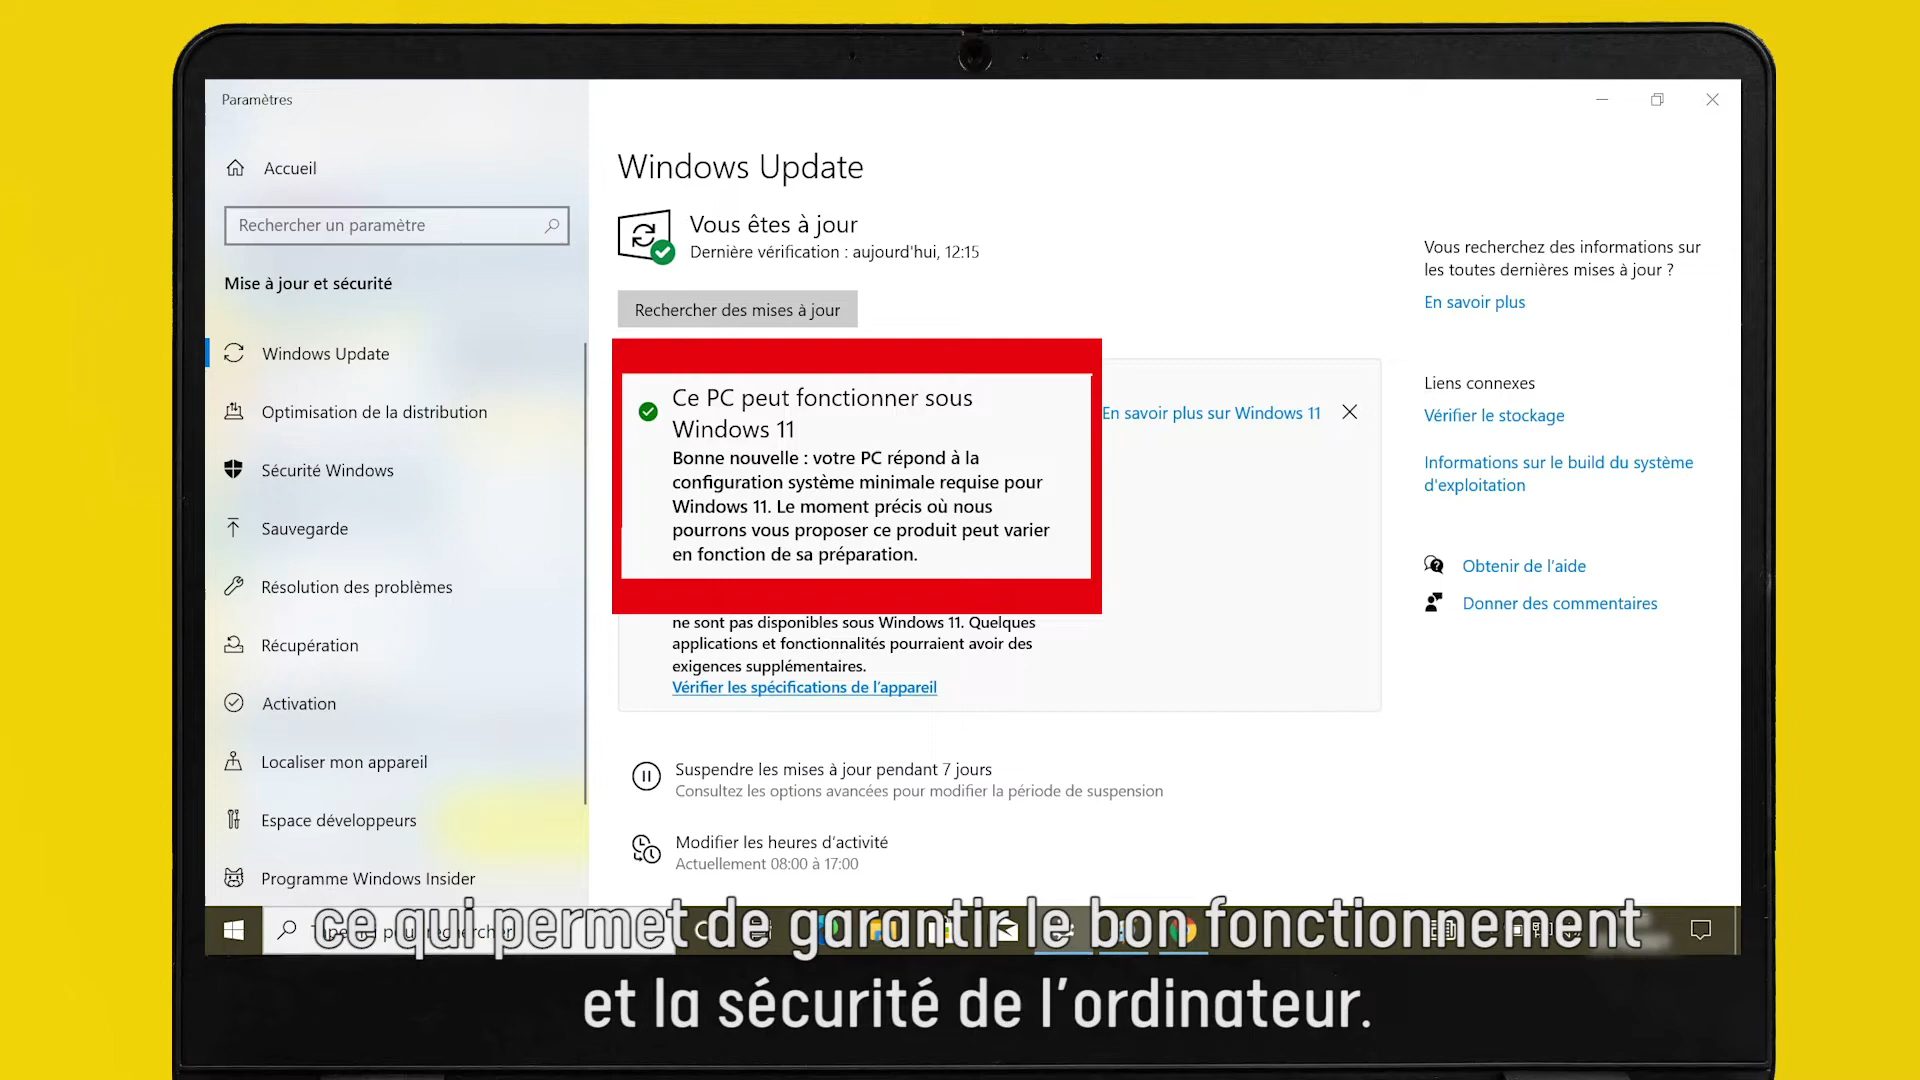 Paramètres
Accueil
Rechercher un paramètre
Mise à jour et sécurité
Windows Update
Optimisation de la distribution
Sécurité Windows
Sauvegarde
Résolution des problèmes
Récupération
Activation
Localiser mon appareil
Espace développeurs
Programme Windows Insider
Windows Update
Vous êtes à jour
Dernière vérification : aujourd'hui, 12:15
Rechercher des mises à jour
Ce PC peut fonctionner sous
Windows 11
Bonne nouvelle : votre PC répond à la
configuration système minimale requise pour
Windows 11. Le moment précis où nous
pourrons vous proposer ce produit peut varier
en fonction de sa préparation.
En savoir plus sur Windows 11
ne sont pas disponibles sous Windows 11. Quelques
applications et fonctionnalités pourraient avoir des
exigences supplémentaires.
Vérifier les spécifications de l'appareil
Suspendre les mises à jour pendant 7 jours
Consultez les options avancées pour modifier la période de suspension
Modifier les heures d'activité
Actuellement 08:00 à 17:00
Vous recherchez des informations sur
les toutes dernières mises à jour ?
En savoir plus
Liens connexes
Vérifier le stockage
Informations sur le build du système
d'exploitation
Obtenir de l'aide
Donner des commentaires
ce qui permet de garantir le bon fonctionnement
et la sécurité de l'ordinateur.